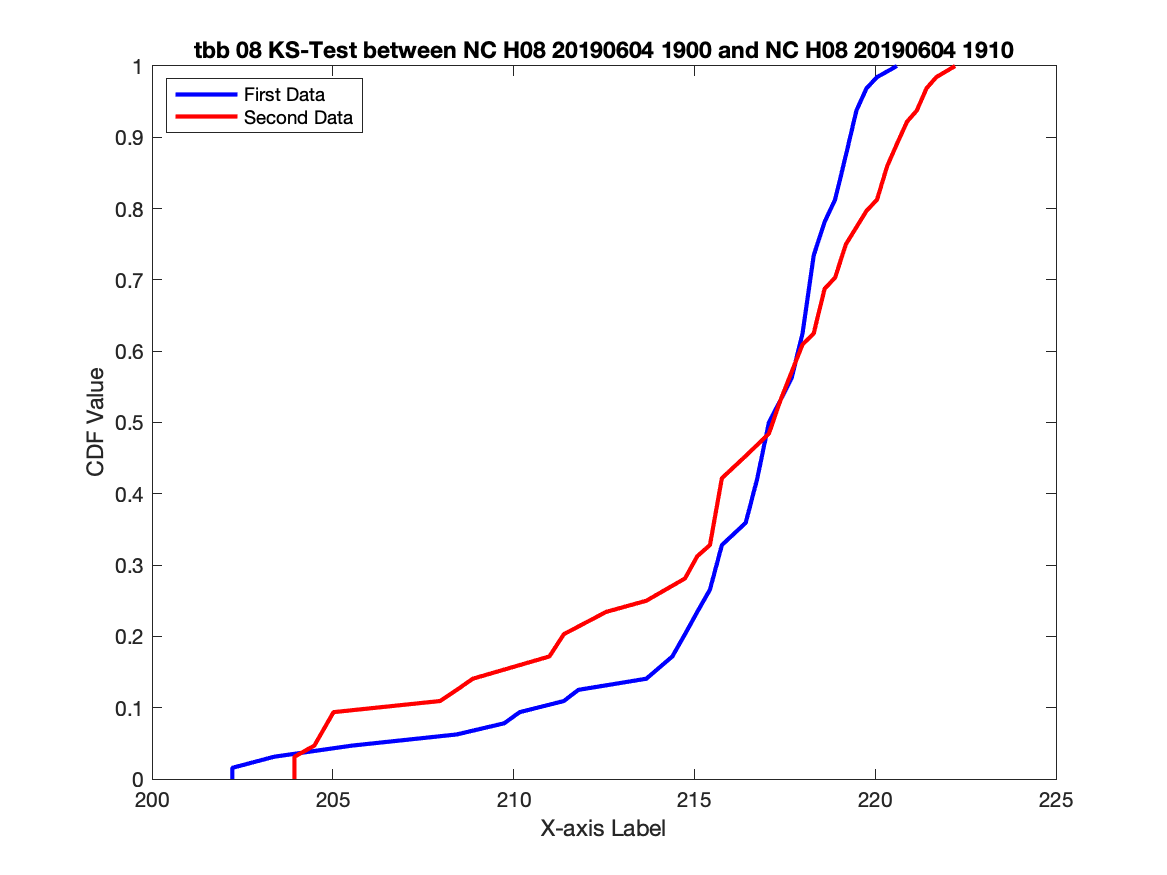 tbb 08 KS-Test between NC H08 20190604 1900 and NC H08 20190604 1910
First Data
Second Data
1
0.9
0.8
0.7
0.6
0.5
0.4
0.3
0.2
0.1
0
CDF Value
200 205 210 215 220 225
X-axis Label